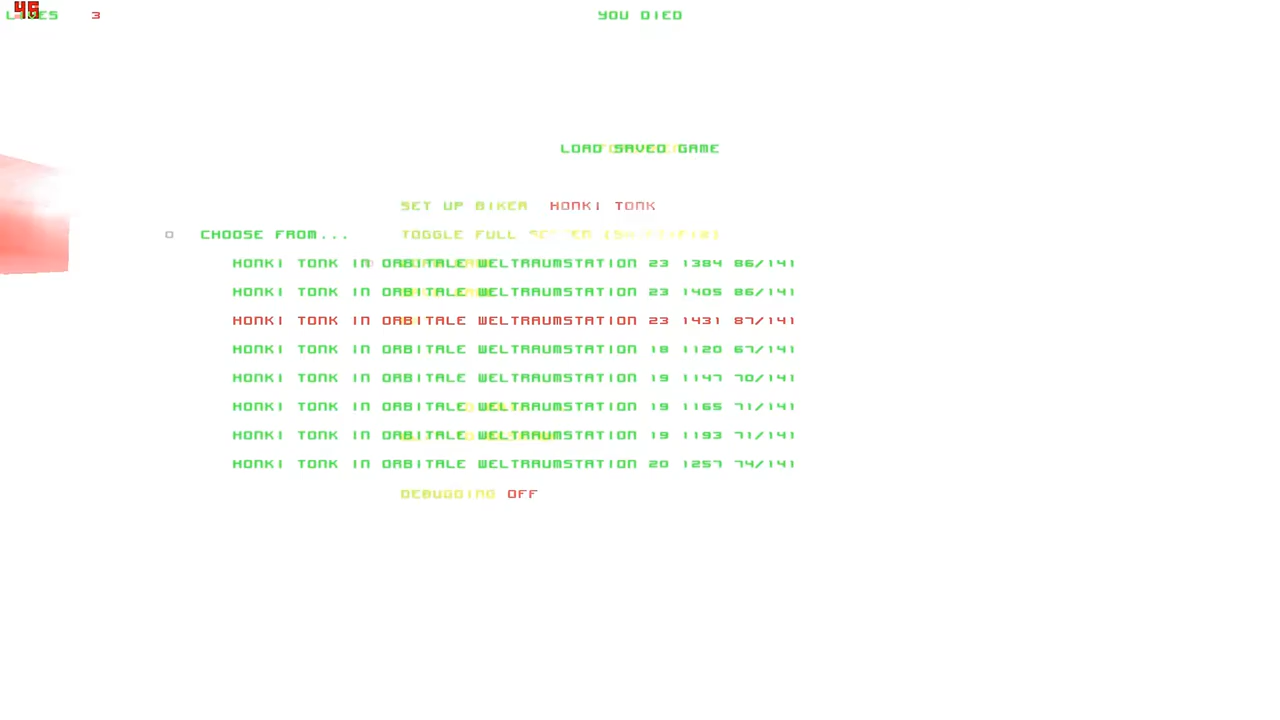 LIVES 3
46
YOU DIED
LOAD SAVED GAME
SET UP BIKER HONKI TONK
CHOOSE FROM...
TOGGLE FULL
HONKI TONK IN ORBITALE WELTRAUMSTATION 23 1384 86/141
HONKI TONK IN ORBITALE WELTRAUMSTATION 23 1405 86/141
HONKI TONK IN ORBITALE WELTRAUMSTATION 23 1431 87/141
HONKI TONK IN ORBITALE WELTRAUMSTATION 18 1120 67/141
HONKI TONK IN ORBITALE WELTRAUMSTATION 19 1147 70/141
HONKI TONK IN ORBITALE WELTRAUMSTATION 19 1165 71/141
HONKI TONK IN ORBITALE WELTRAUMSTATION 19 1193 71/141
HONKI TONK IN ORBITALE WELTRAUMSTATION 20 1257 74/141
DEBUGGING OFF